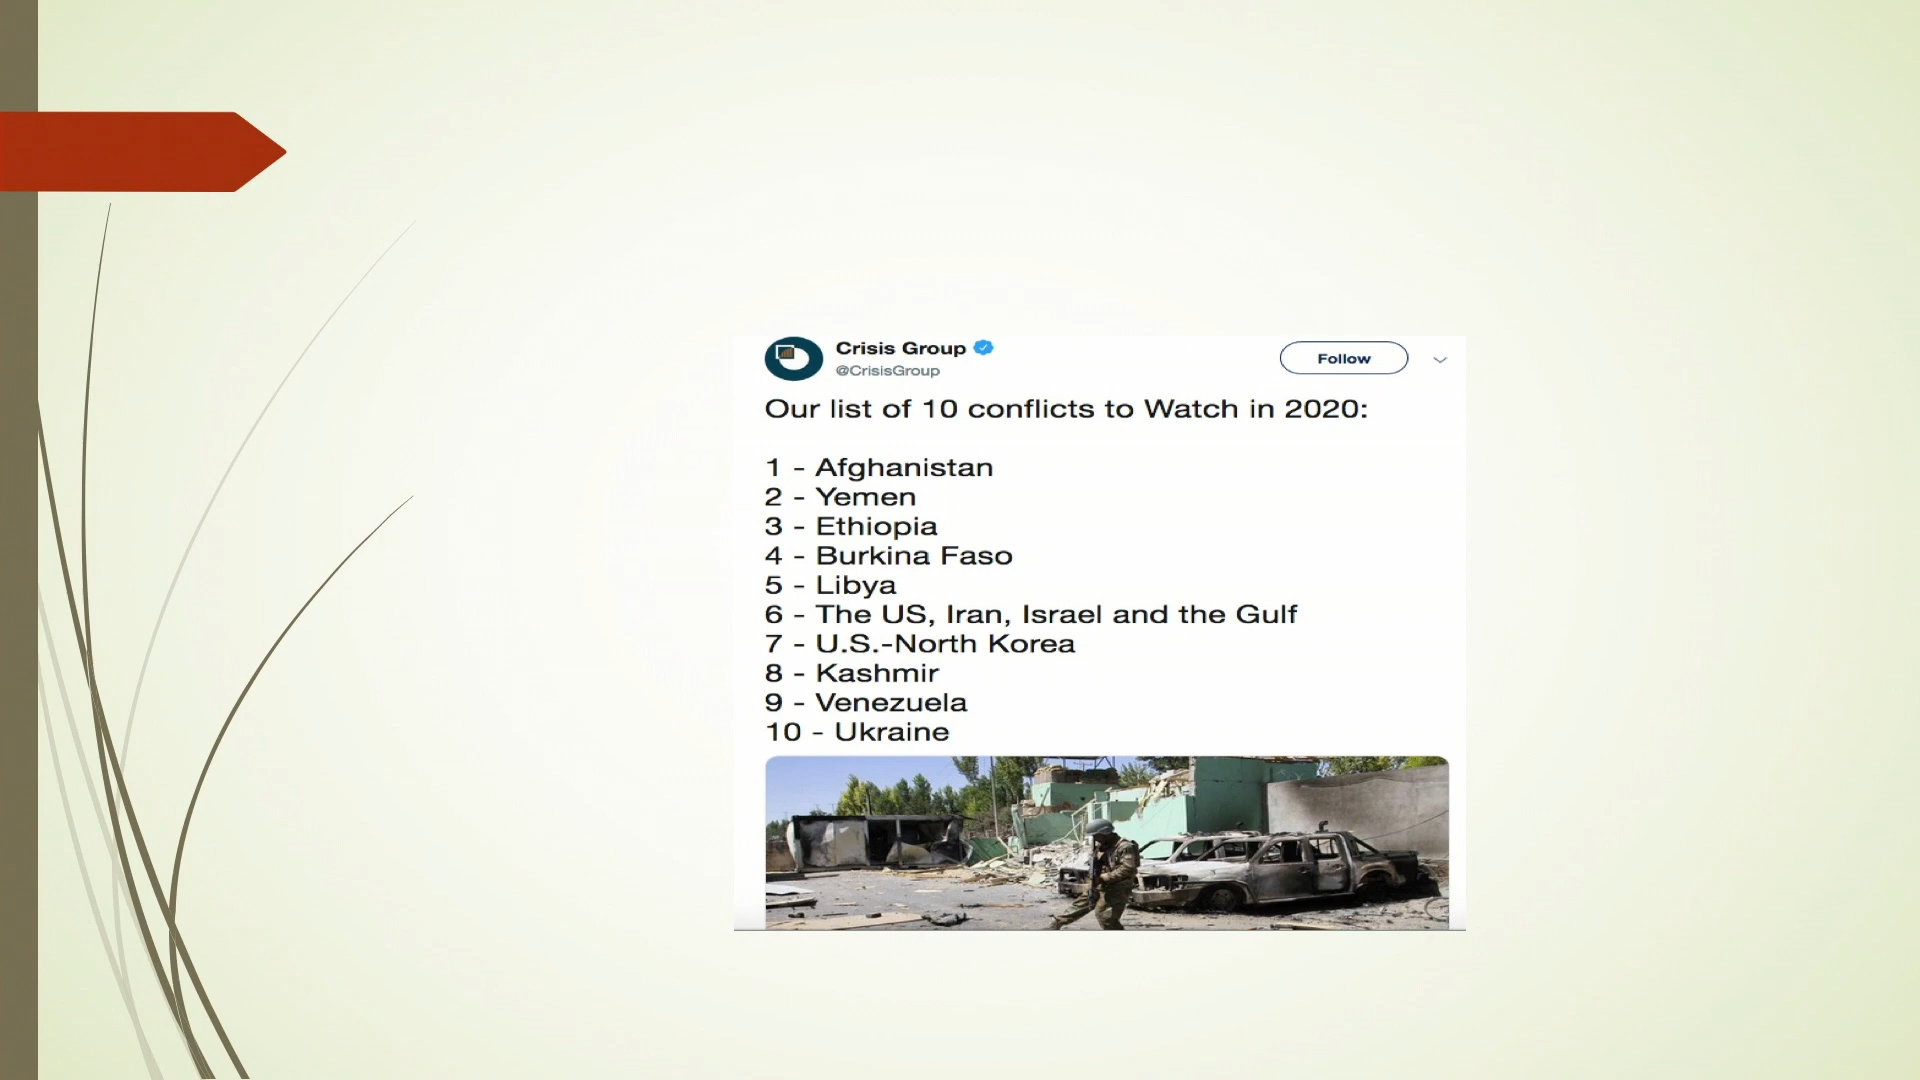 Crisis Group
@CrisisGroup
Follow
Our list of 10 conflicts to Watch in 2020:
1 - Afghanistan
2 - Yemen
3 - Ethiopia
4 - Burkina Faso
5 - Libya
6 - The US, Iran, Israel and the Gulf
7 - U.S.-North Korea
8 - Kashmir
9 - Venezuela
10 - Ukraine